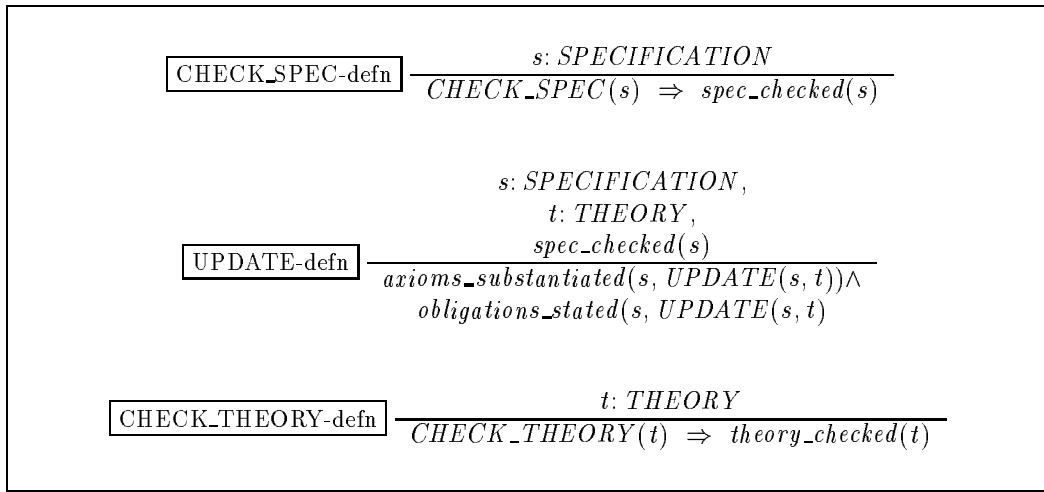 s: SPECIFICATION
CHECK_SPEC-defn
CHECK_SPEC(s) ⇒ spec_checked(s)
s: SPECIFICATION,
t: THEORY,
spec_checked(s)
UPDATE-defn
axioms_substantiated(s, UPDATE(s, t))∧
obligations_stated(s, UPDATE(s, t)
t: THEORY
CHECK_THEORY-defn
CHECK_THEORY(t) ⇒ theory_checked(t)